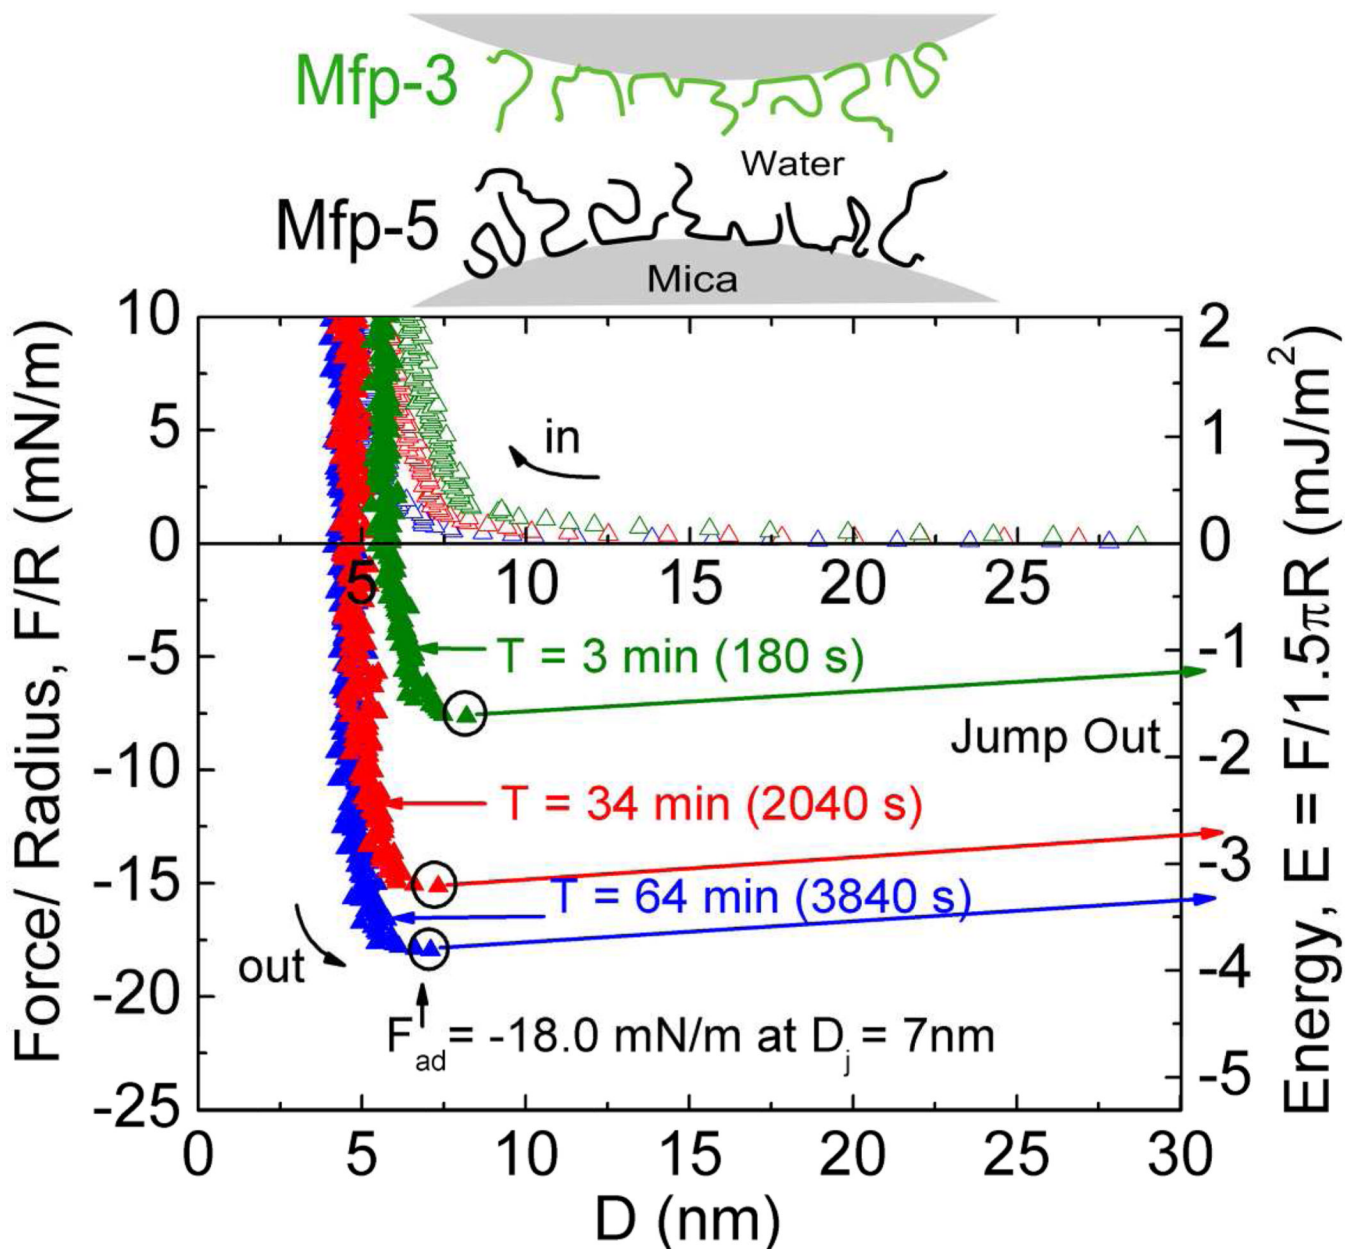 Mfp-3
Water
Mfp-5
Mica
Force/ Radius, F/R (mN/m)
10
5
0
-5
-10
-15
-20
-25
in
5 10 15 20 25
T = 3 min (180 s)
Jump Out
T = 34 min (2040 s)
T = 64 min (3840 s)
out
F_ad = -18.0 mN/m at D_j = 7nm
2
1
0
-1
-2
-3
-4
-5
Energy, E = F/1.5πR (mJ/m²)
0 5 10 15 20 25 30
D (nm)